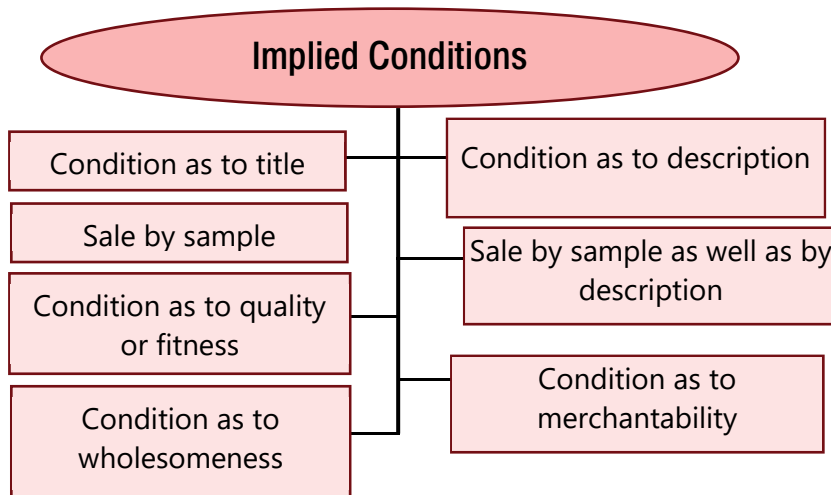 Implied Conditions
Condition as to title
Condition as to description
Sale by sample
Sale by sample as well as by
description
Condition as to quality
or fitness
Condition as to
merchantability
Condition as to
wholesomeness